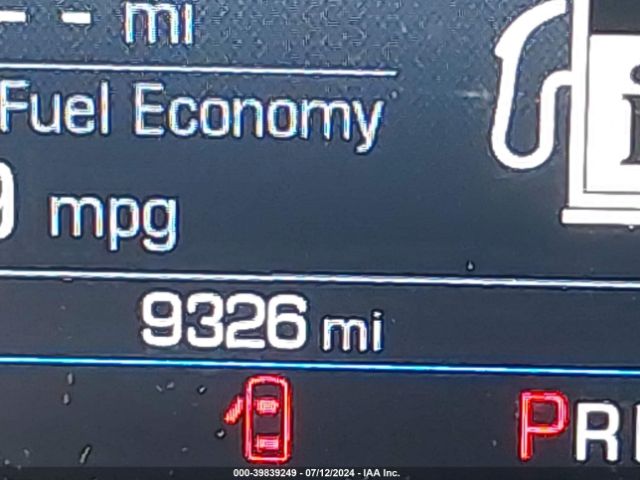 -- mi
Fuel Economy
mpg
9326 mi
PR
000-39839249 - 07/12/2024 - IAA Inc.